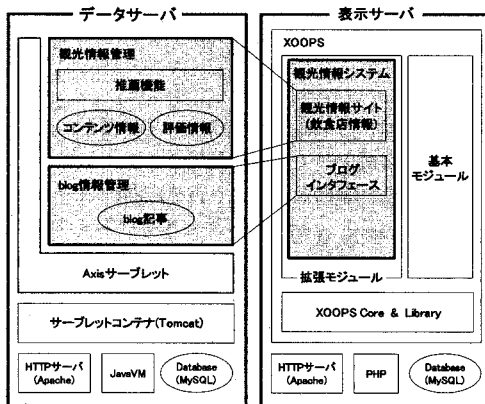 データサーバ
観光情報管理
推薦機能
コンテンツ情報
評価情報
blog情報管理
blog記事
Axisサーブレット
サーブレットコンテナ(Tomcat)
HTTPサーバ
(Apache)
JavaVM
Database
(MySQL)
表示サーバ
XOOPS
観光情報システム
観光情報サイト
(飲食店情報)
ブログ
インタフェース
拡張モジュール
基本
モジュール
XOOPS Core & Library
HTTPサーバ
(Apache)
PHP
Database
(MySQL)